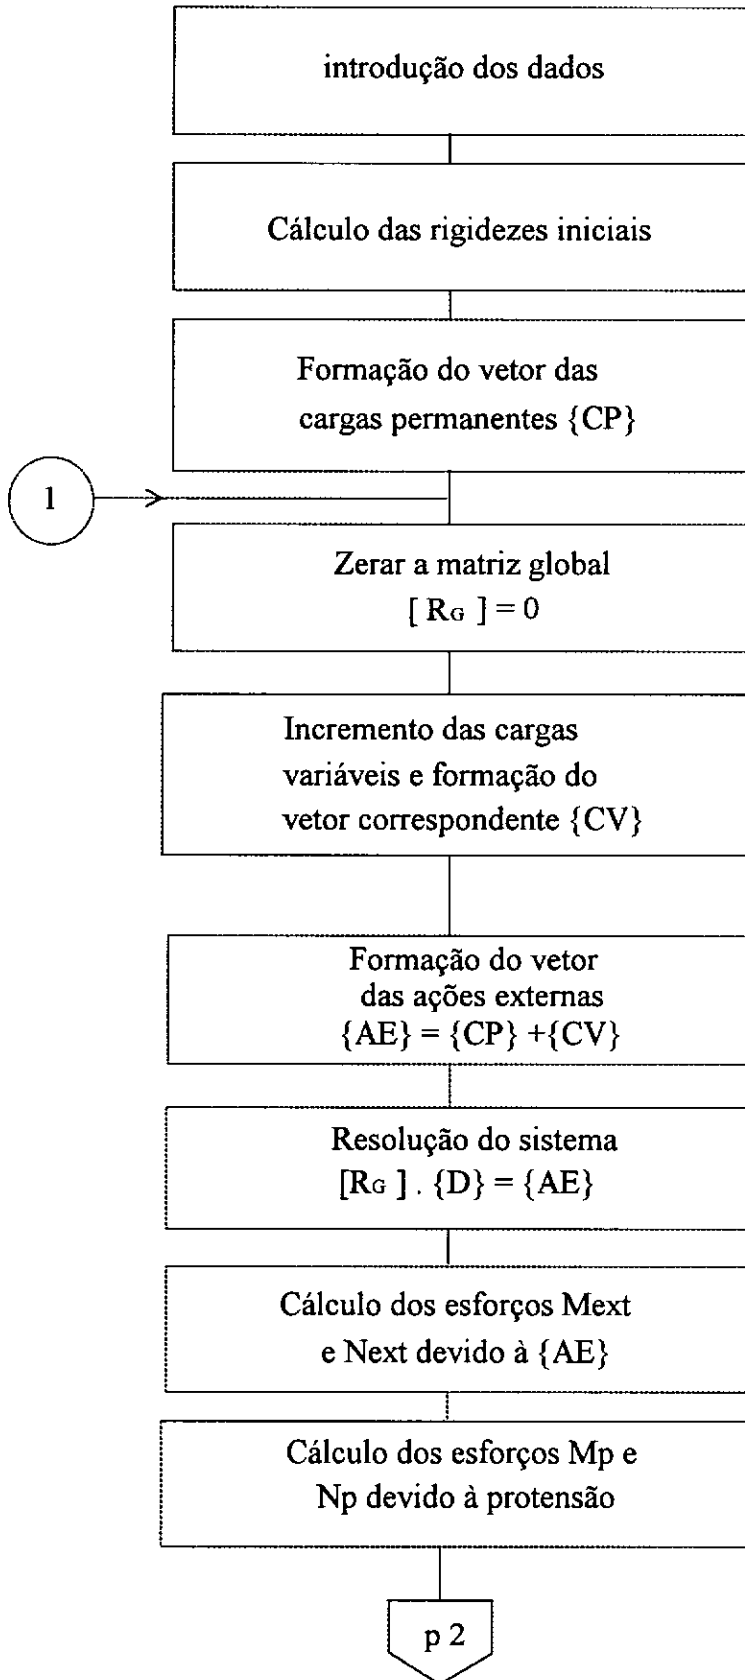 introdução dos dados
Cálculo das rigidezes iniciais
Formação do vetor das
cargas permanentes {CP}
1
Zerar a matriz global
[ RG ] = 0
Incremento das cargas
variáveis e formação do
vetor correspondente {CV}
Formação do vetor
das ações externas
{AE} = {CP} +{CV}
Resolução do sistema
[RG ] . {D} = {AE}
Cálculo dos esforços Mext
e Next devido à {AE}
Cálculo dos esforços Mp e
Np devido à protensão
p 2